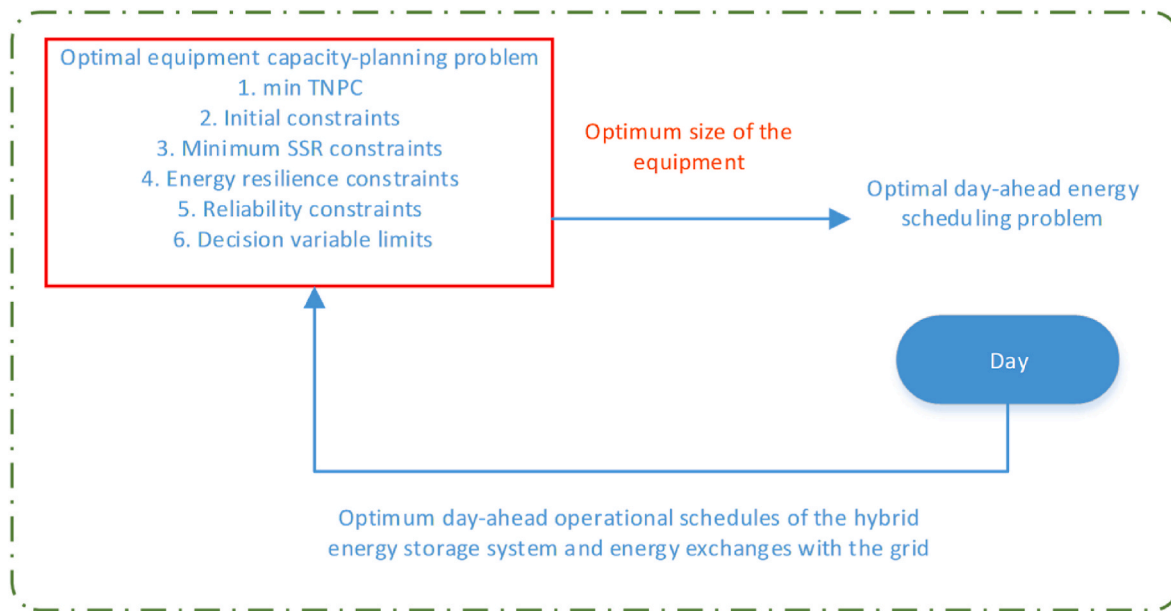 Optimal equipment capacity-planning problem
1. min TNPC
2. Initial constraints
3. Minimum SSR constraints
4. Energy resilience constraints
5. Reliability constraints
6. Decision variable limits
Optimum size of the
equipment
Optimal day-ahead energy
scheduling problem
Day
Optimum day-ahead operational schedules of the hybrid
energy storage system and energy exchanges with the grid